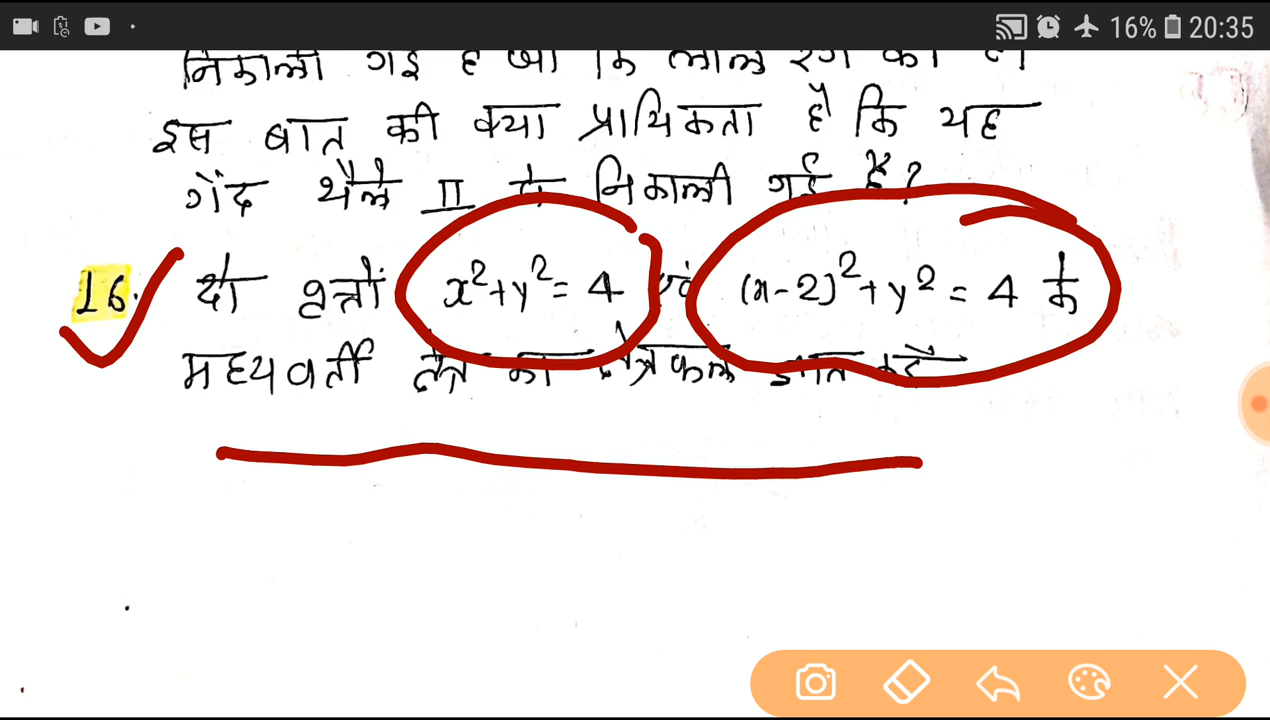 16% 20:35
निकाली गई है जो कि लाल रंग की है
इस बात की क्या प्रायिकता है कि यह
गेंद थैले II से निकाली गई है?
16. दो वृत्तों x²+y²=4 एवं (x-2)²+y²=4 के
मध्यवर्ती क्षेत्र का क्षेत्रफल ज्ञात करें